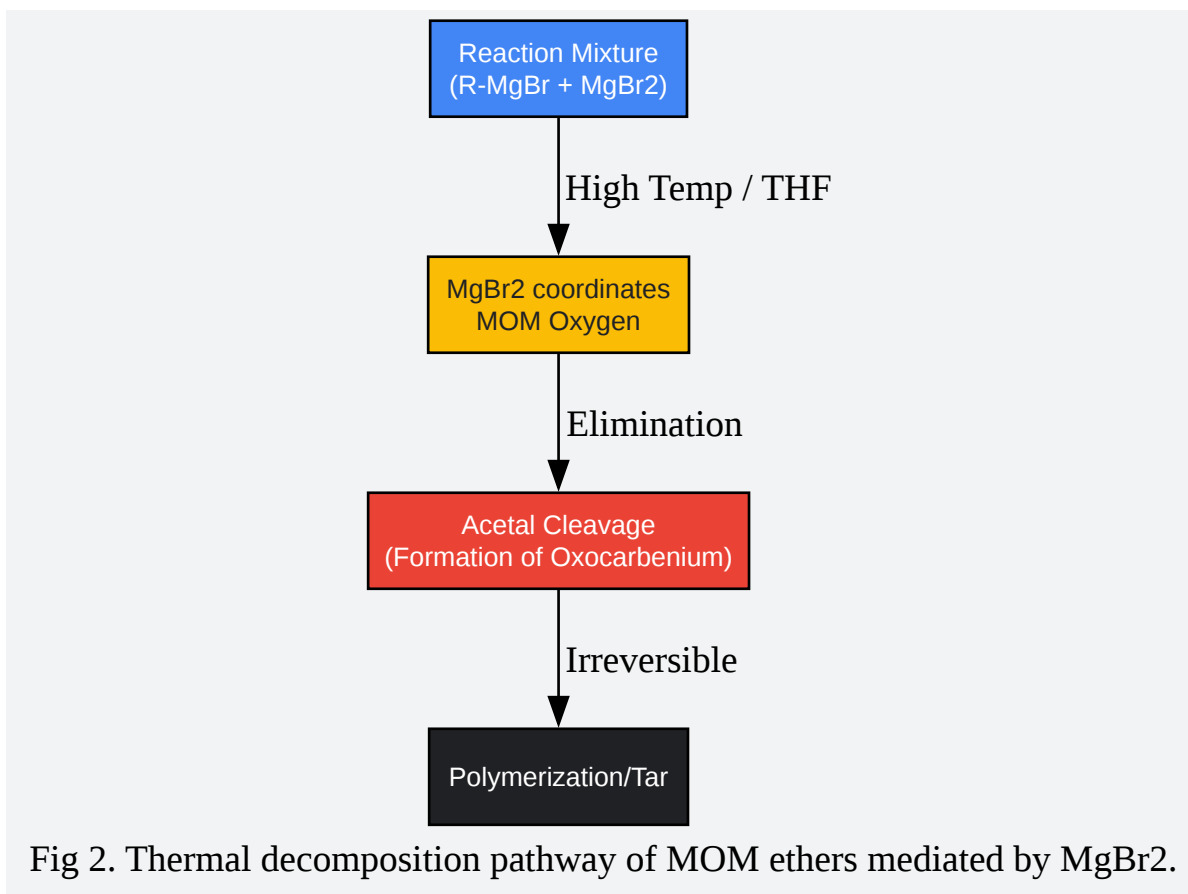 Reaction Mixture
(R-MgBr + MgBr2)
High Temp / THF
MgBr2 coordinates
MOM Oxygen
Elimination
Acetal Cleavage
(Formation of Oxocarbenium)
Irreversible
Polymerization/Tar
Fig 2. Thermal decomposition pathway of MOM ethers mediated by MgBr2.